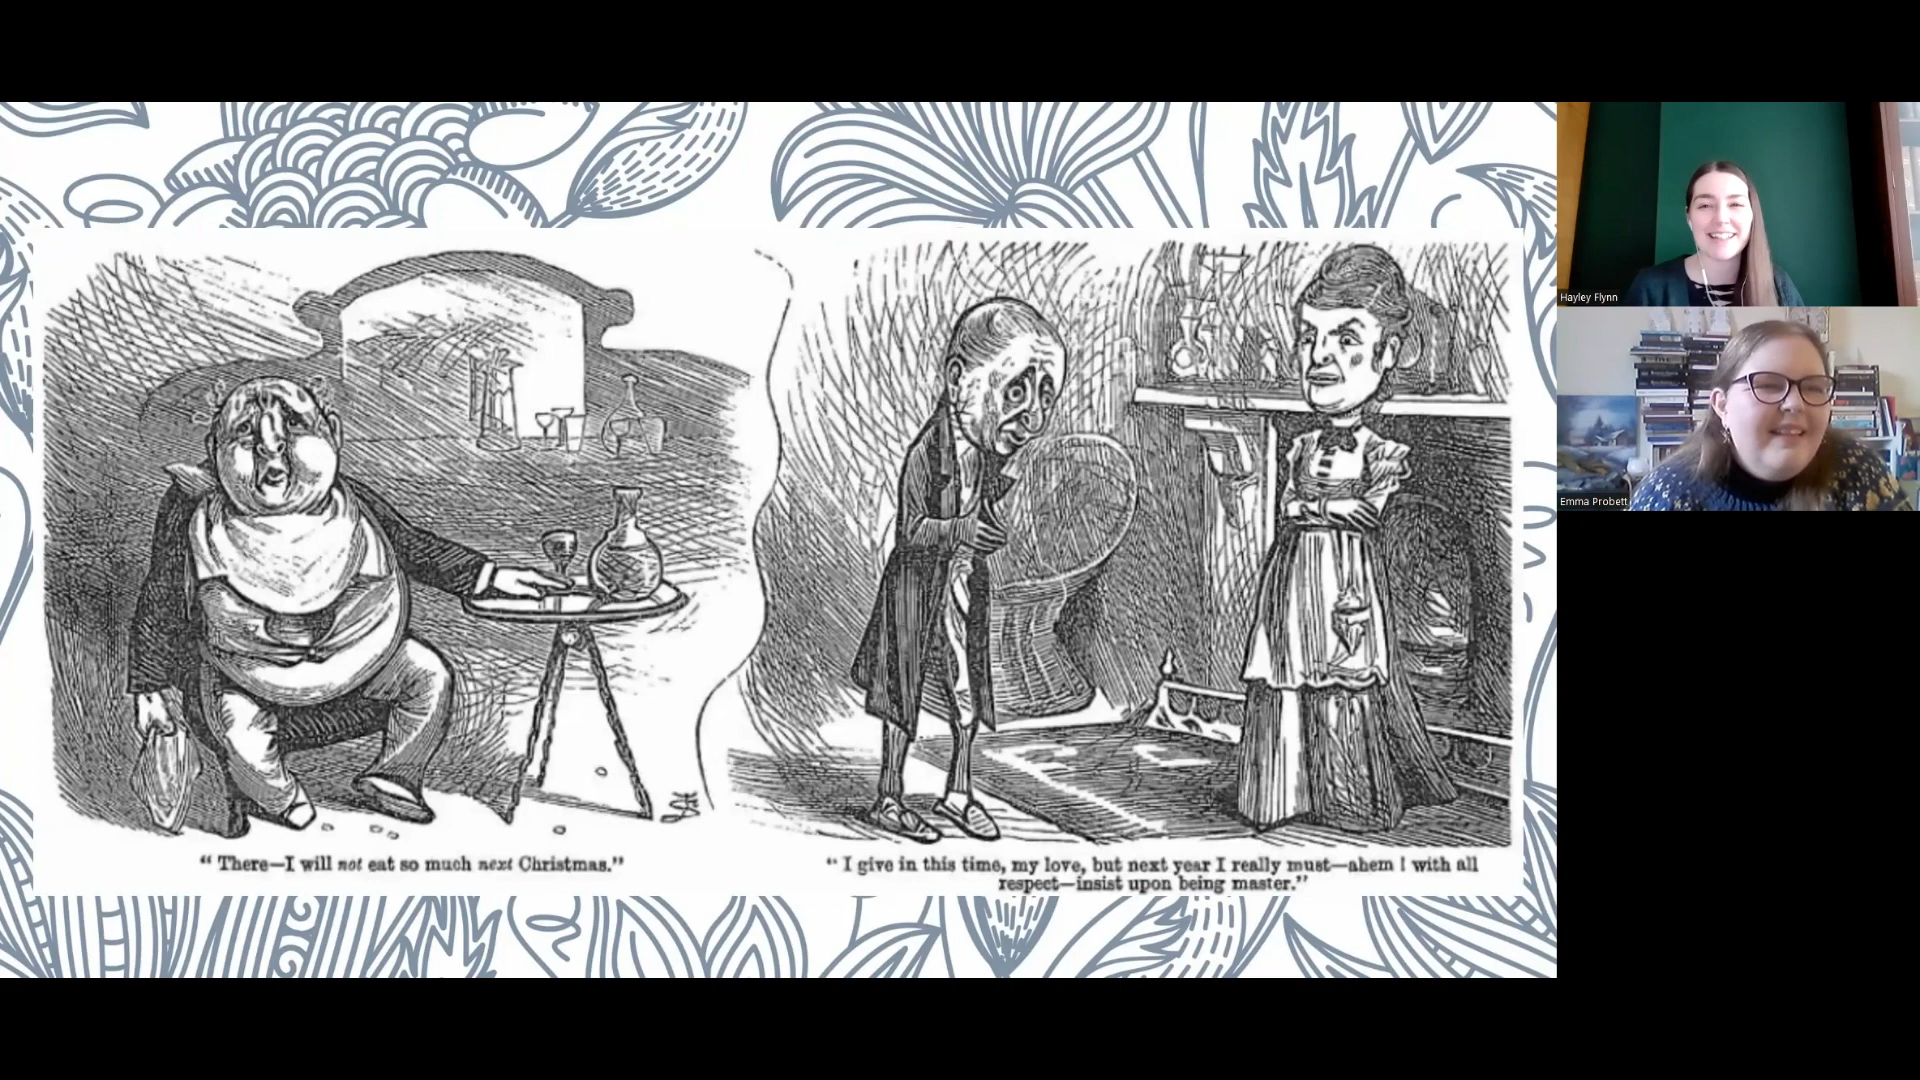 “ There—I will not eat so much next Christmas.”
“ I give in this time, my love, but next year I really must—ahem ! with all
respect—insist upon being master.”
Hayley Flynn
Emma Probett